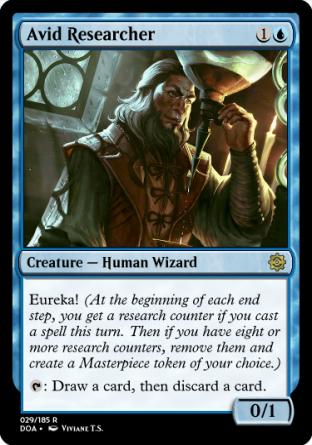 Avid Researcher 1
Creature — Human Wizard
Eureka! (At the beginning of each end
step, you get a research counter if you cast
a spell this turn. Then if you have eight or
more research counters, remove them and
create a Masterpiece token of your choice.)
: Draw a card, then discard a card.
0/1
029/185 R
DOA • Viviane T.S.